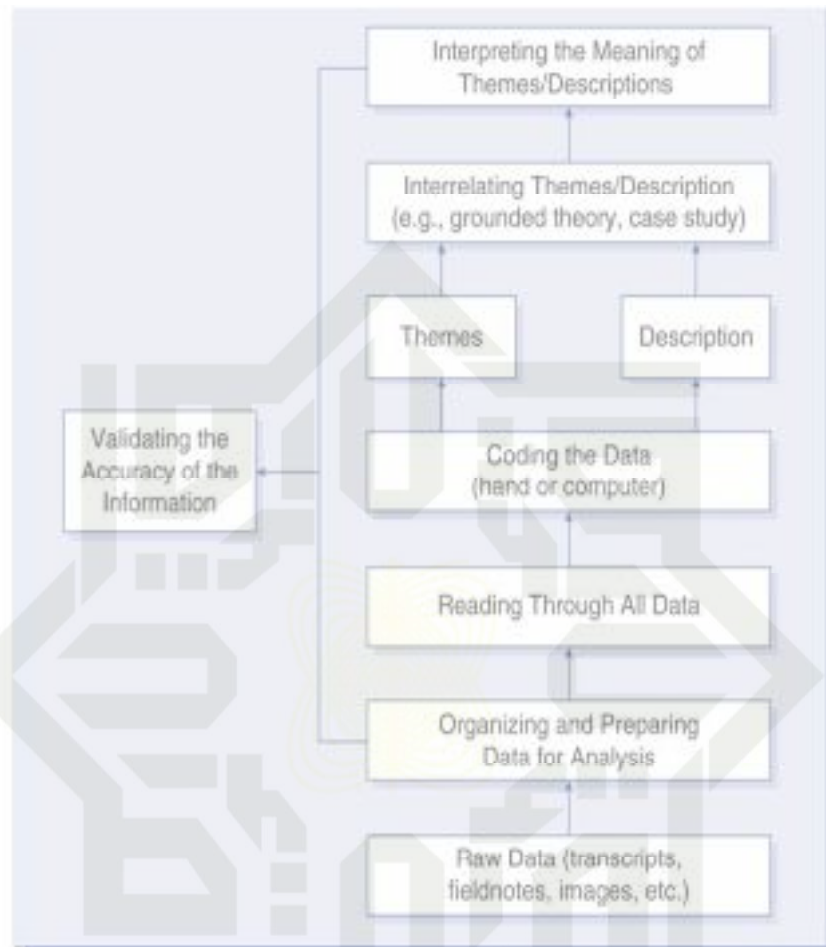 Interpreting the Meaning of
Themes/Descriptions
Interrelating Themes/Description
(e.g., grounded theory, case study)
Themes
Description
Validating the
Accuracy of the
Information
Coding the Data
(hand or computer)
Reading Through All Data
Organizing and Preparing
Data for Analysis
Raw Data (transcripts,
fieldnotes, images, etc.)